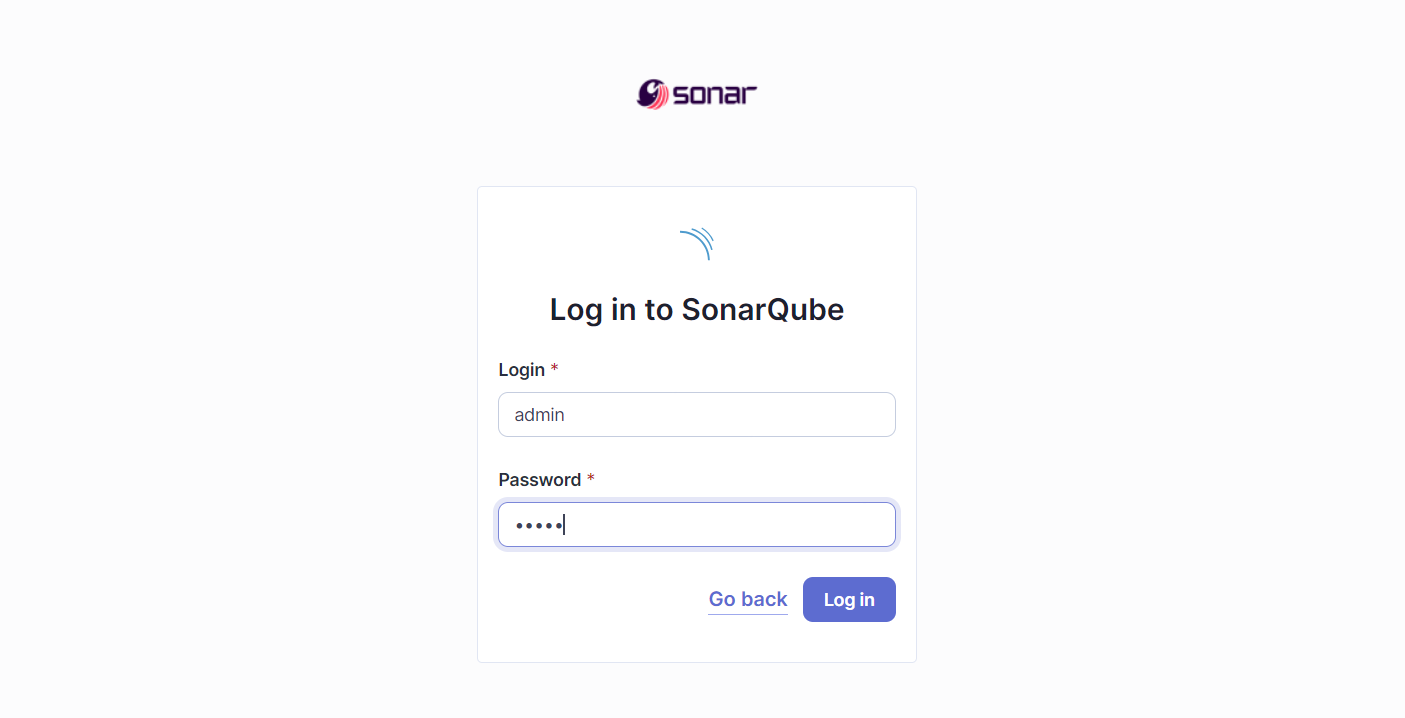 sonar
Log in to SonarQube
Login *
admin
Password *
•••••
Go back Log in